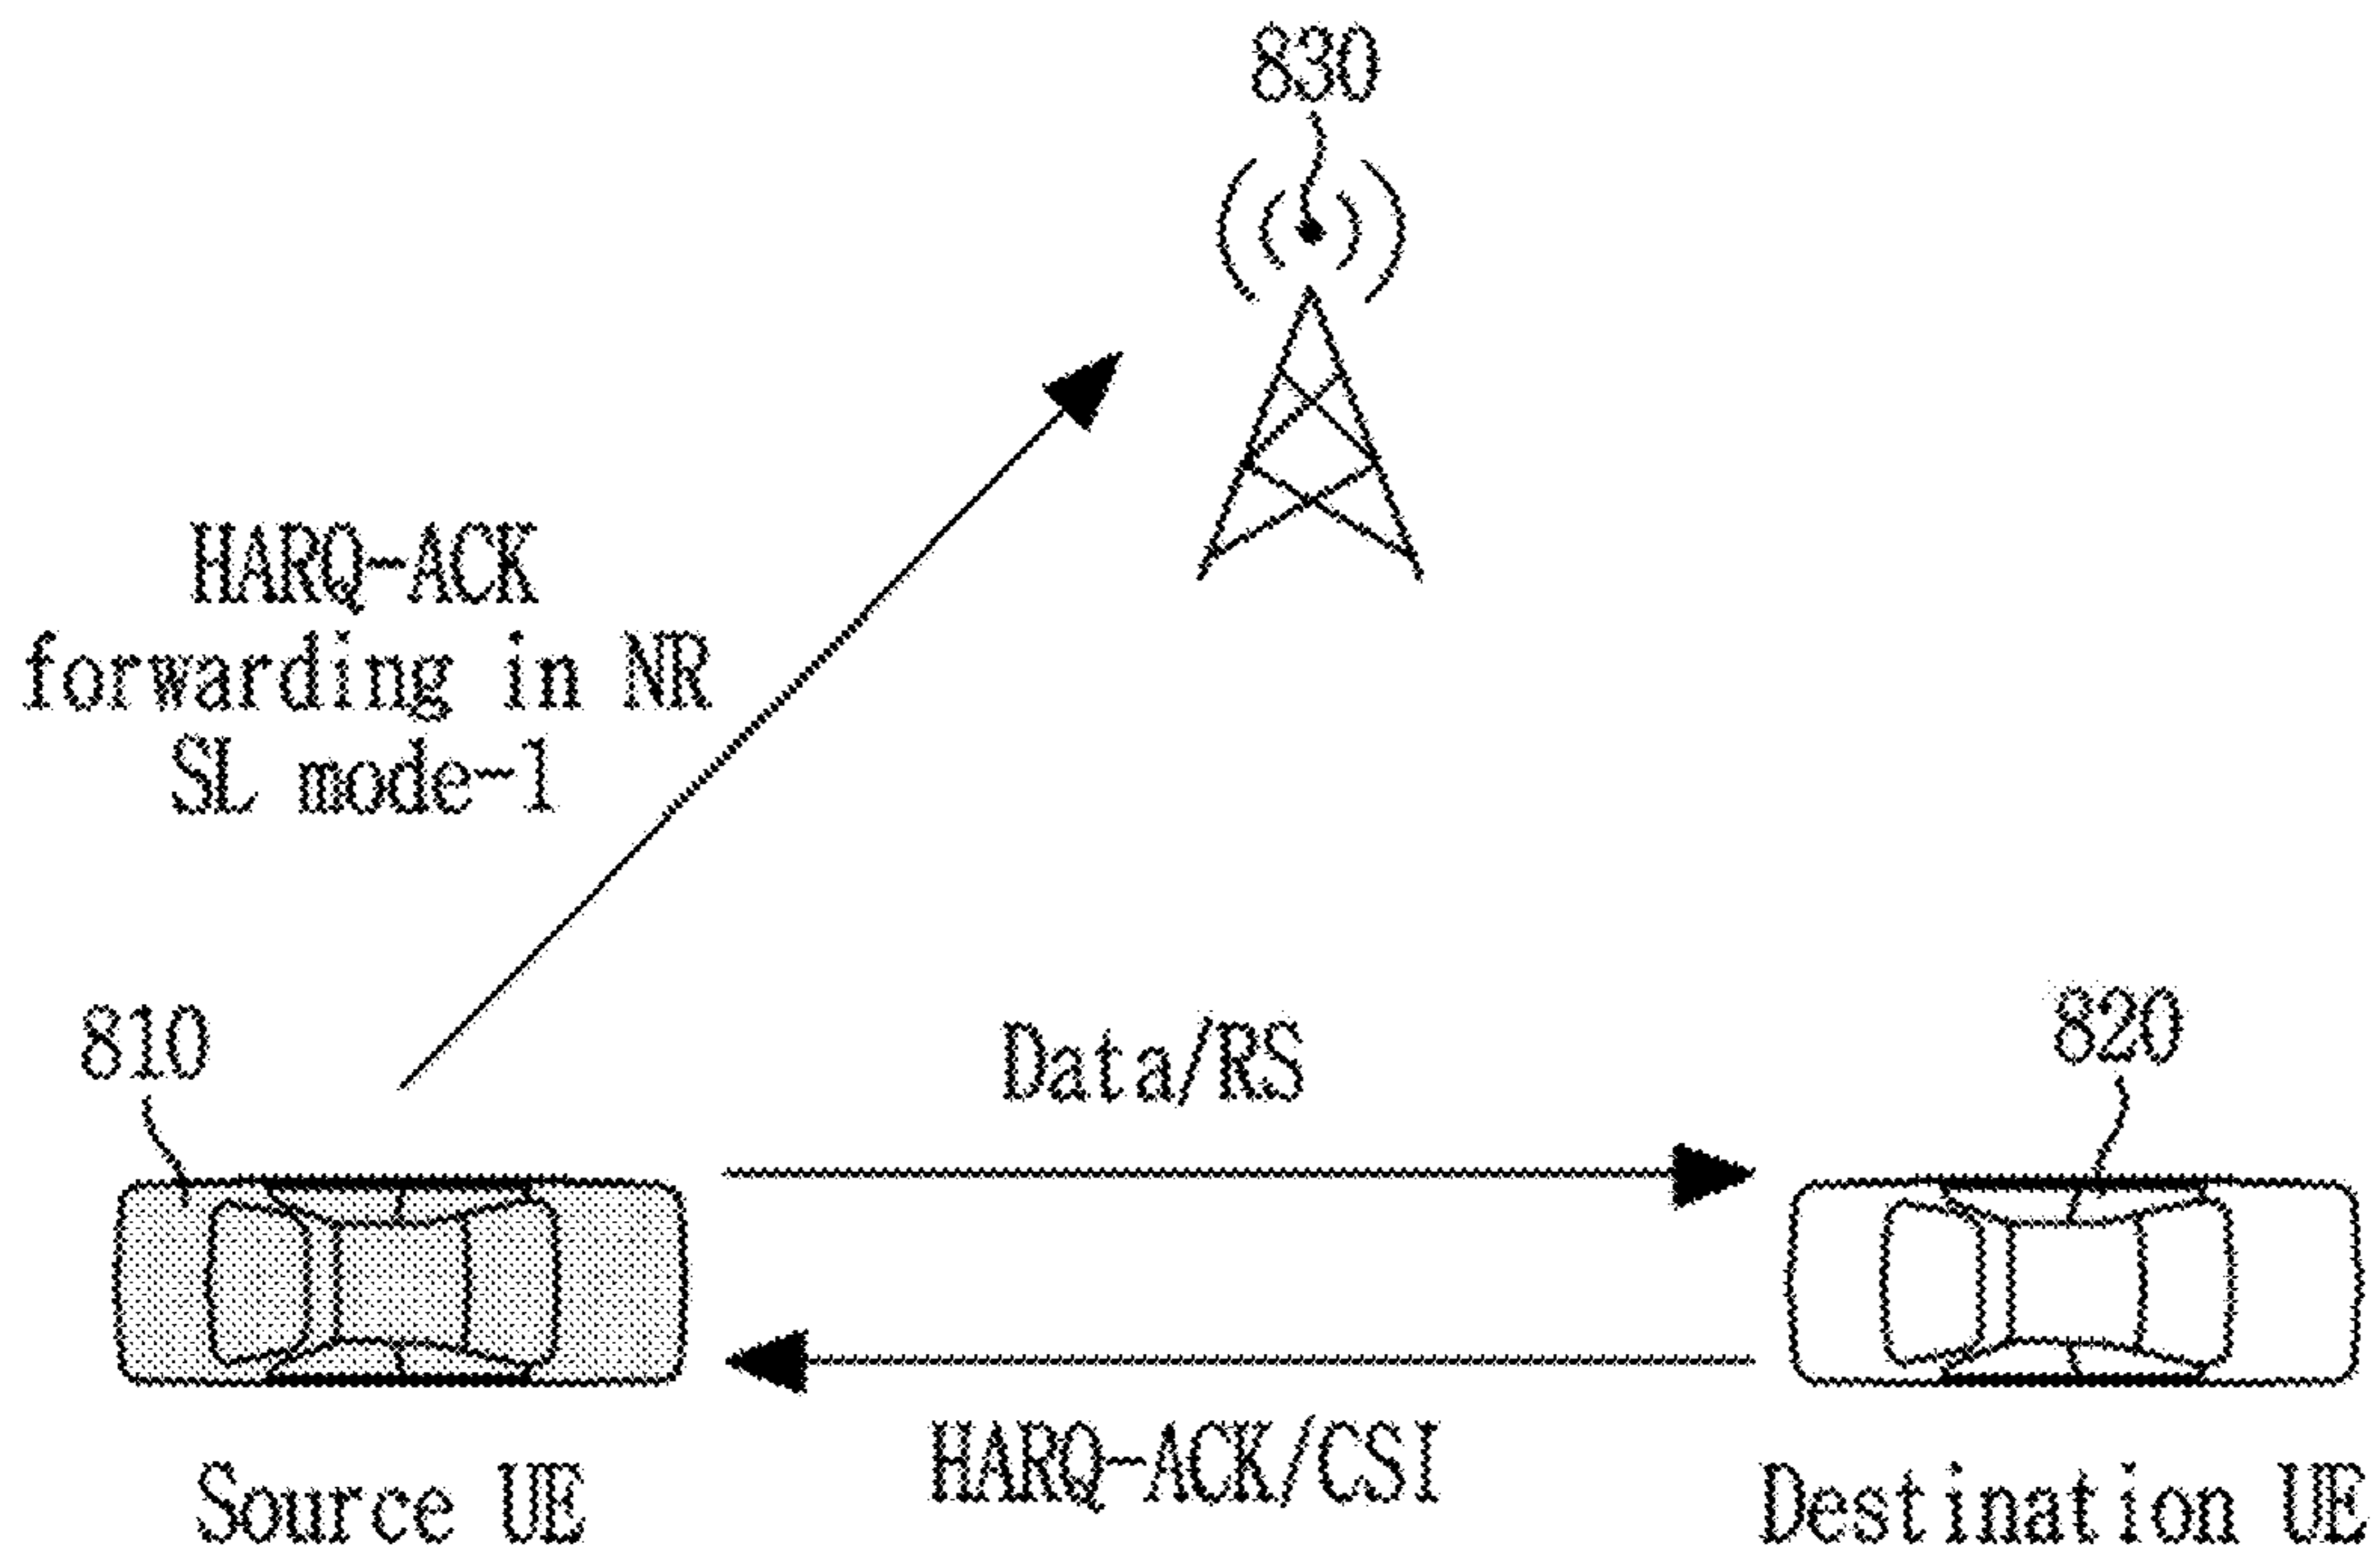 830
HARQ-ACK
forwarding in NR
SL mode-1
810
Data/RS
820
HARQ-ACK/CSI
Source UE
Destination UE